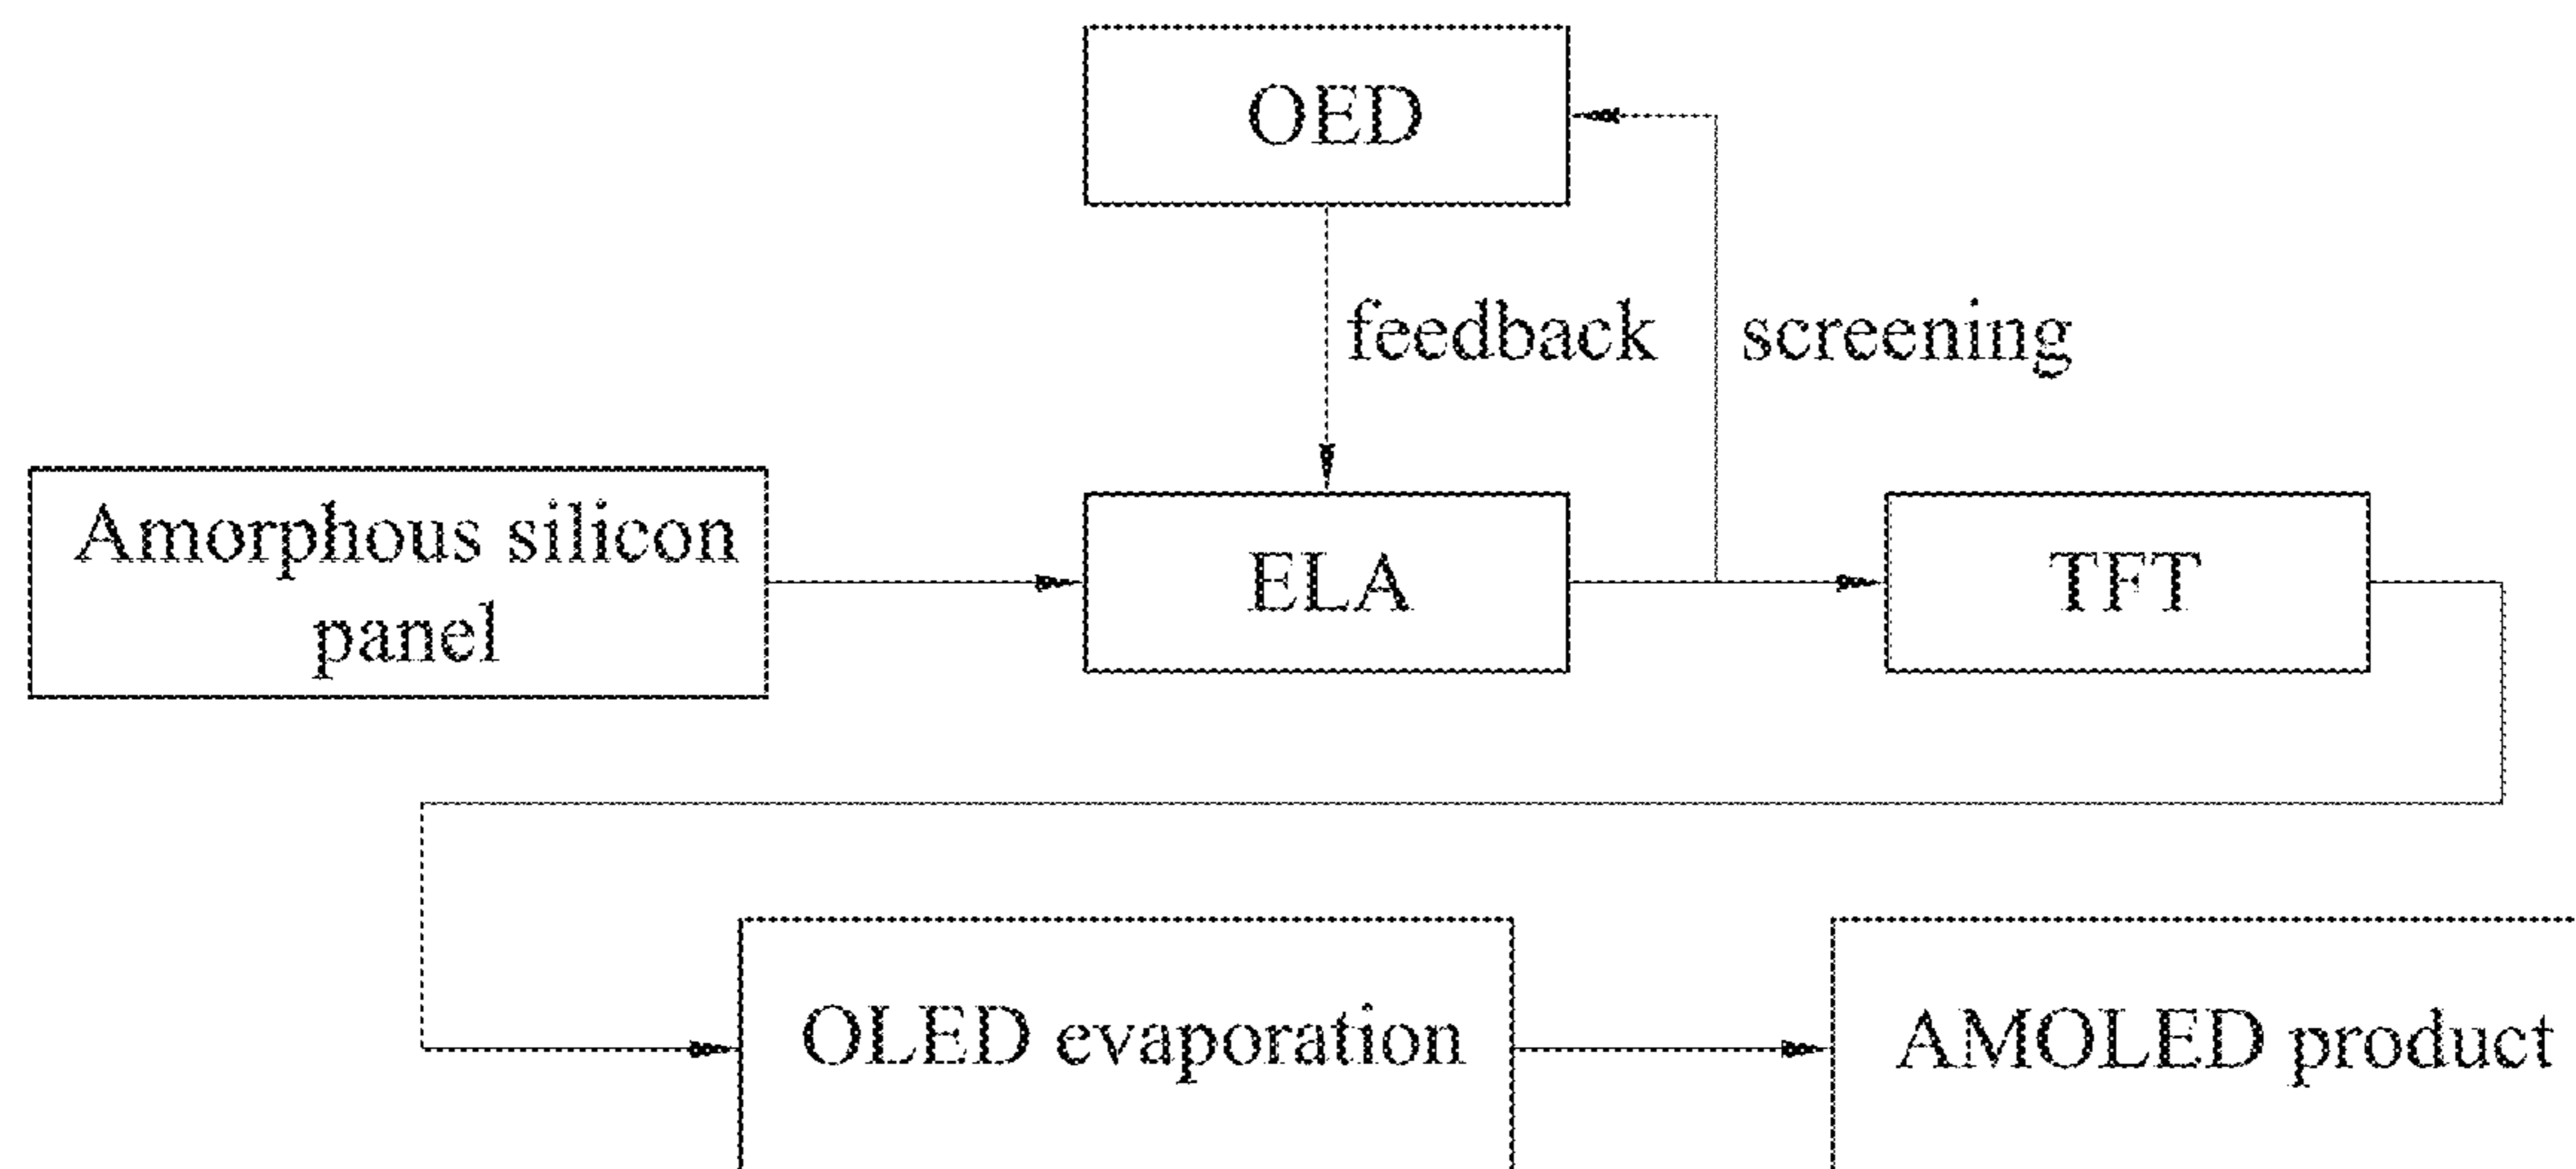 OED
feedback
screening
Amorphous silicon
panel
ELA
TFT
OLED evaporation
AMOLED product